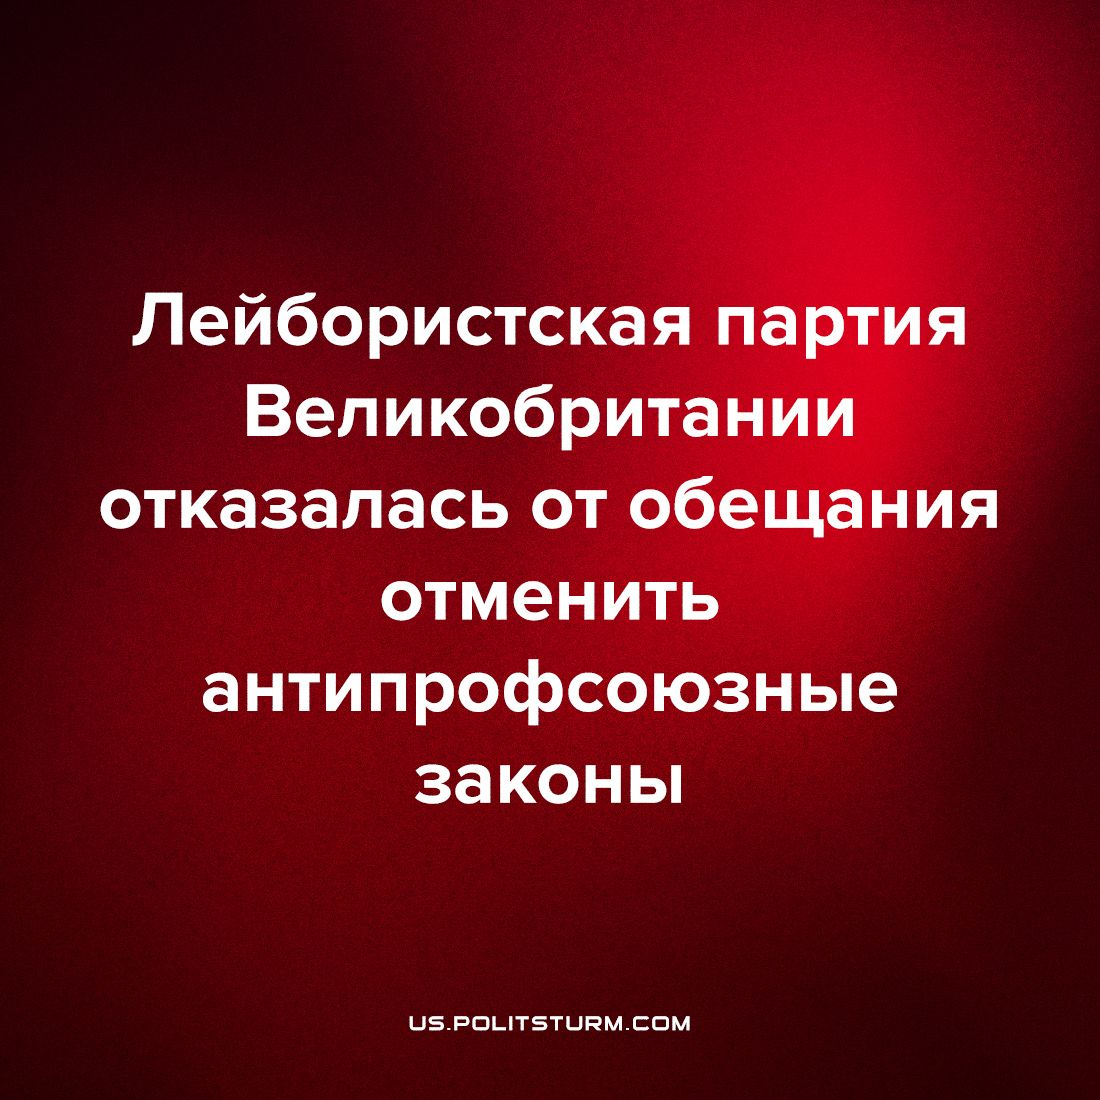 Лейбористская партия
Великобритании
отказалась от обещания
отменить
антипрофсоюзные
законы
US.POLITSTURM.COM